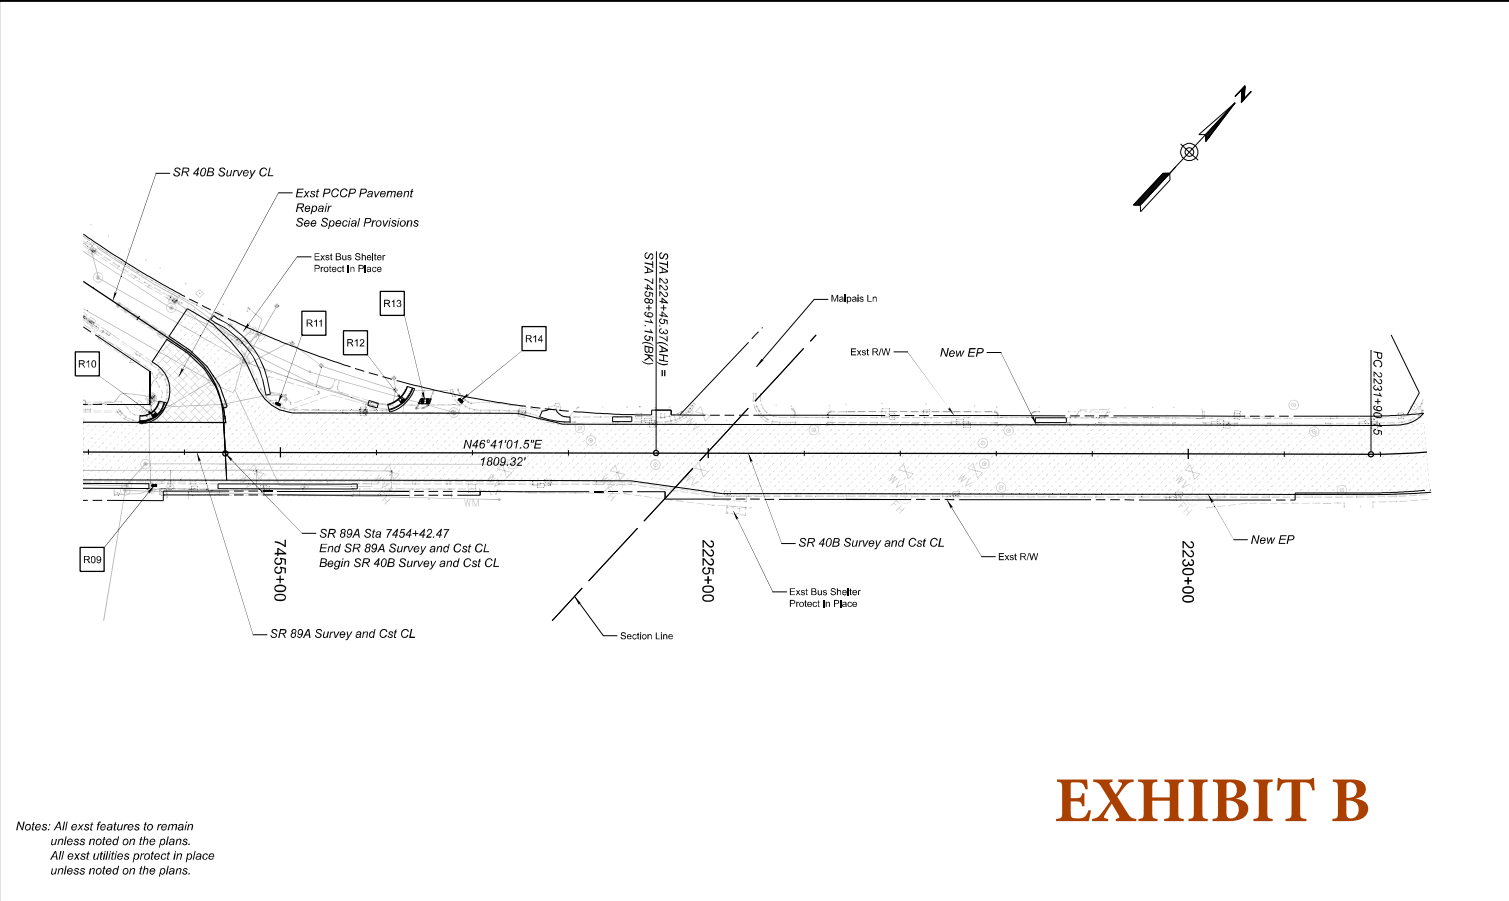 N
SR 40B Survey CL
Exst PCCP Pavement
Repair
See Special Provisions
Exst Bus Shelter
Protect In Place
R13
R11
R12
R14
R10
STA 2224+45.37(AH) =
STA 7458+91.15(BK)
Malpais Ln
Exst R/W
New EP
PC 2231+90.15
N46°41'01.5"E
1809.32'
WV
WV
WV
WM
FH
FH
R09
SR 89A Sta 7454+42.47
End SR 89A Survey and Cst CL
Begin SR 40B Survey and Cst CL
7455+00
2225+00
2230+00
SR 40B Survey and Cst CL
Exst R/W
New EP
Exst Bus Shelter
Protect In Place
SR 89A Survey and Cst CL
Section Line
EXHIBIT B
Notes: All exst features to remain
unless noted on the plans.
All exst utilities protect in place
unless noted on the plans.